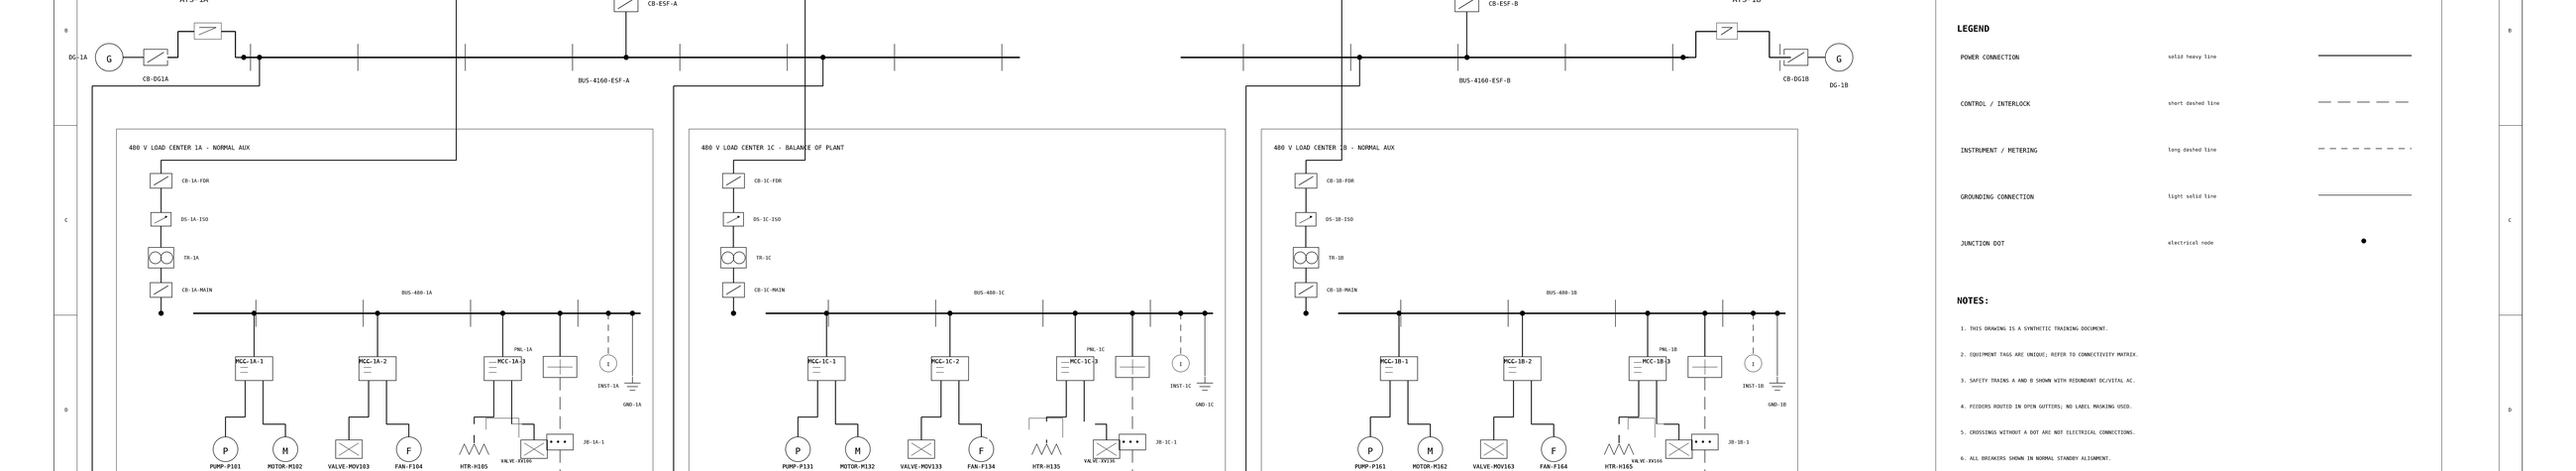 CB-ESF-A
CB-ESF-B
B
B
DG-1A
G
G
CB-DG1A
BUS-4160-ESF-A
BUS-4160-ESF-B
CB-DG1B
DG-1B
LEGEND
POWER CONNECTION
solid heavy line
CONTROL / INTERLOCK
short dashed line
INSTRUMENT / METERING
long dashed line
GROUNDING CONNECTION
light solid line
JUNCTION DOT
electrical node
C
C
480 V LOAD CENTER 1A - NORMAL AUX
CB-1A-FDR
DS-1A-ISO
TR-1A
CB-1A-MAIN
BUS-480-1A
PNL-1A
MCC-1A-1
MCC-1A-2
MCC-1A-3
I
INST-1A
GND-1A
JB-1A-1
P
M
F
VALVE-XV106
PUMP-P101
MOTOR-M102
VALVE-MOV103
FAN-F104
HTR-H105
480 V LOAD CENTER 1C - BALANCE OF PLANT
CB-1C-FDR
DS-1C-ISO
TR-1C
CB-1C-MAIN
BUS-480-1C
PNL-1C
MCC-1C-1
MCC-1C-2
MCC-1C-3
I
INST-1C
GND-1C
JB-1C-1
P
M
F
VALVE-XV136
PUMP-P131
MOTOR-M132
VALVE-MOV133
FAN-F134
HTR-H135
480 V LOAD CENTER 1B - NORMAL AUX
CB-1B-FDR
DS-1B-ISO
TR-1B
CB-1B-MAIN
BUS-480-1B
PNL-1B
MCC-1B-1
MCC-1B-2
MCC-1B-3
I
INST-1B
GND-1B
JB-1B-1
P
M
F
VALVE-XV166
PUMP-P161
MOTOR-M162
VALVE-MOV163
FAN-F164
HTR-H165
NOTES:
1. THIS DRAWING IS A SYNTHETIC TRAINING DOCUMENT.
2. EQUIPMENT TAGS ARE UNIQUE; REFER TO CONNECTIVITY MATRIX.
3. SAFETY TRAINS A AND B SHOWN WITH REDUNDANT DC/VITAL AC.
4. FEEDERS ROUTED IN OPEN GUTTERS; NO LABEL MASKING USED.
5. CROSSINGS WITHOUT A DOT ARE NOT ELECTRICAL CONNECTIONS.
6. ALL BREAKERS SHOWN IN NORMAL STANDBY ALIGNMENT.
D
D